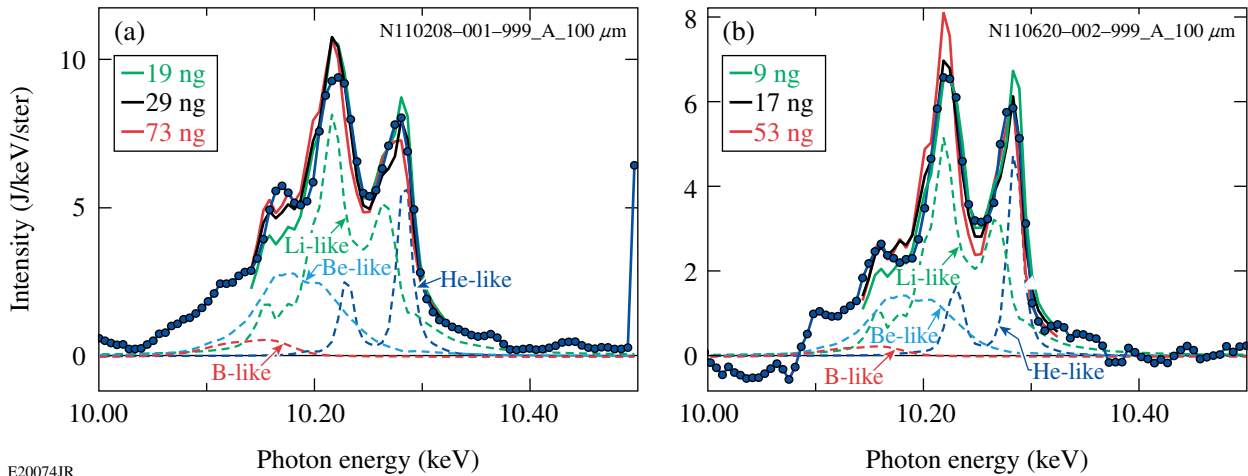 (a)
N110208–001–999_A_100 μm
19 ng
29 ng
73 ng
Intensity (J/keV/ster)
10
5
0
Li-like
Be-like
He-like
B-like
10.00
10.20
10.40
Photon energy (keV)
(b)
N110620–002–999_A_100 μm
9 ng
17 ng
53 ng
8
6
4
2
0
Li-like
Be-like
B-like
He-like
10.00
10.20
10.40
Photon energy (keV)
E20074JR